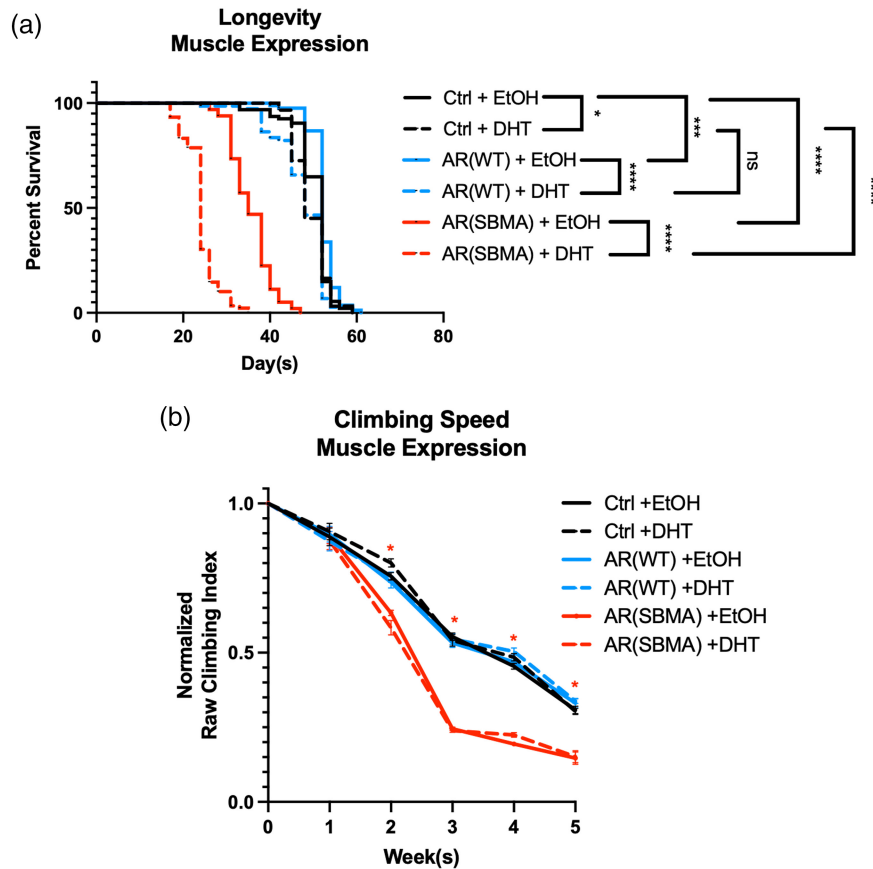 (a)
Longevity
Muscle Expression
Percent Survival
100
50
0
0 20 40 60 80
Day(s)
Ctrl + EtOH
Ctrl + DHT
AR(WT) + EtOH
AR(WT) + DHT
AR(SBMA) + EtOH
AR(SBMA) + DHT
*
***
****
ns
****
****
(b)
Climbing Speed
Muscle Expression
Normalized
Raw Climbing Index
1.0
0.5
0.0
0 1 2 3 4 5
Week(s)
*
*
*
*
Ctrl +EtOH
Ctrl +DHT
AR(WT) +EtOH
AR(WT) +DHT
AR(SBMA) +EtOH
AR(SBMA) +DHT